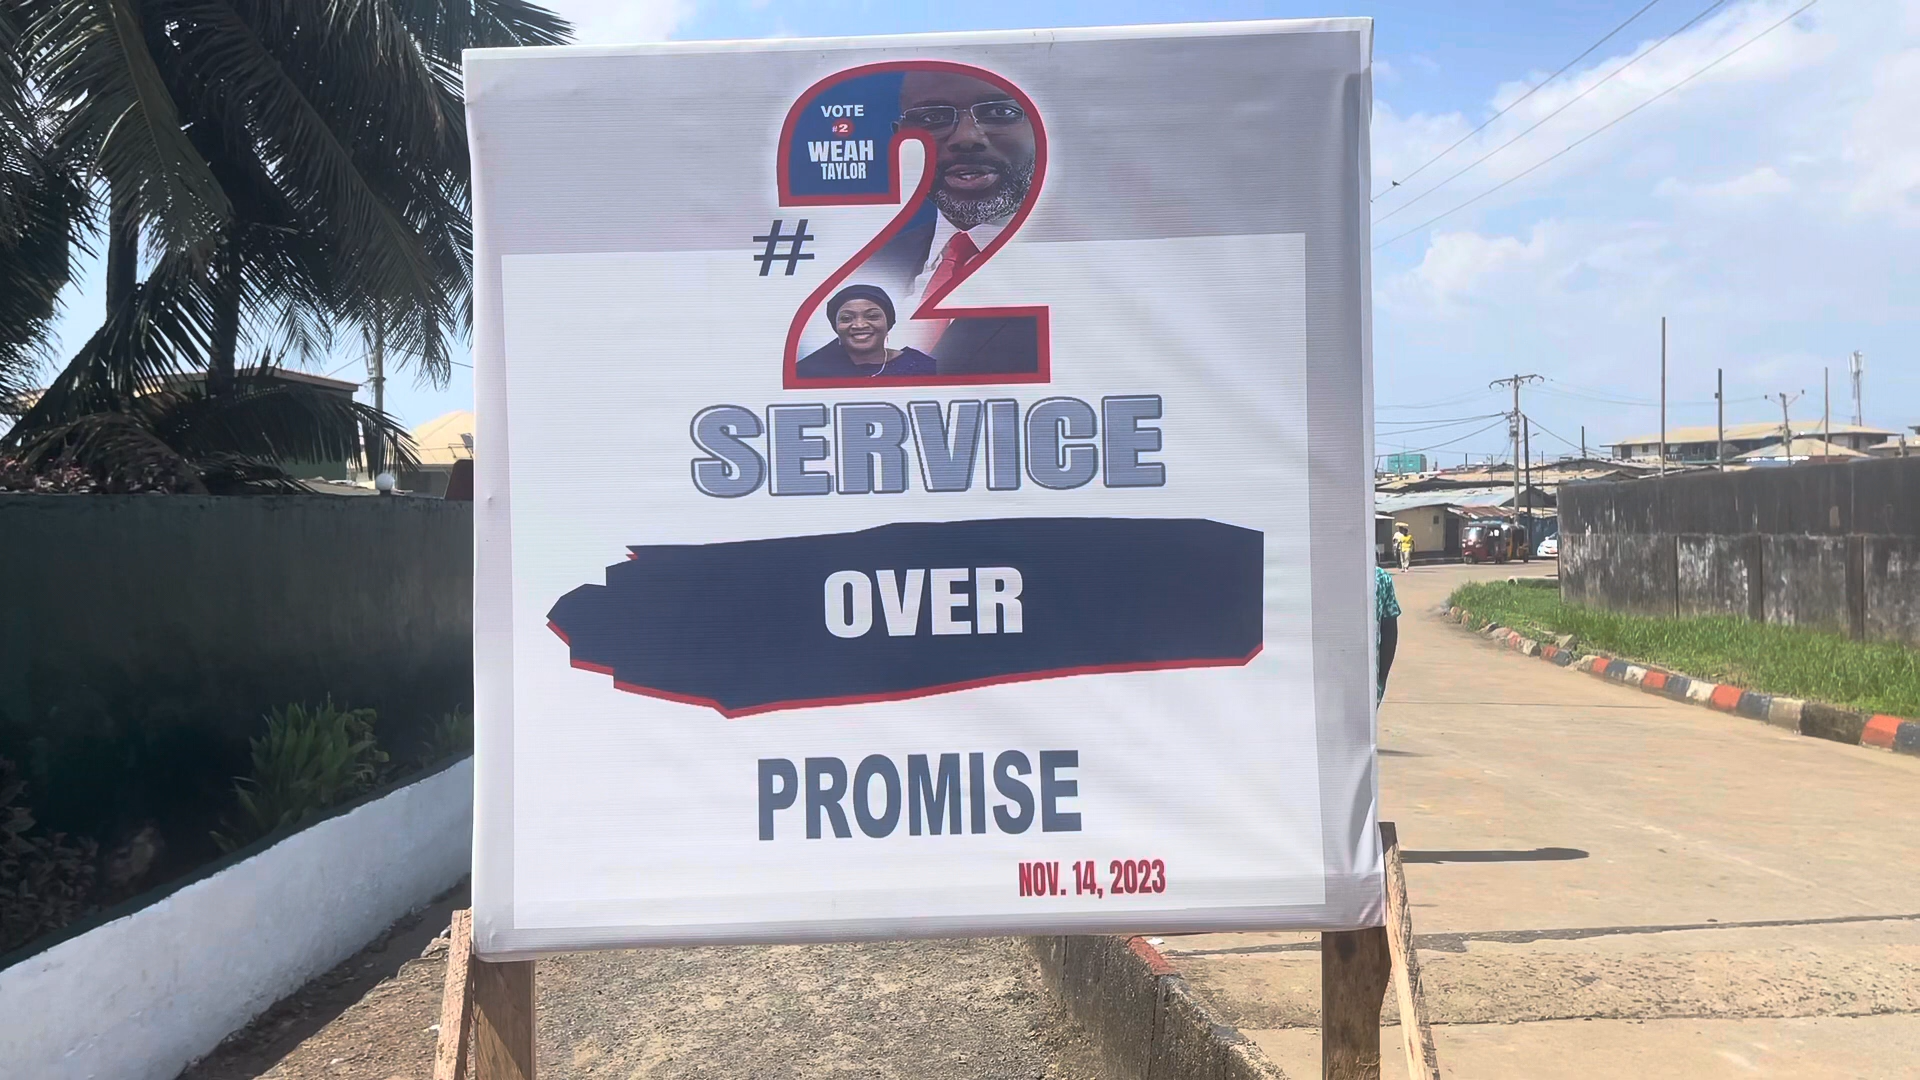 VOTE
#2
WEAH
TAYLOR
#2
SERVICE
OVER
PROMISE
NOV. 14, 2023